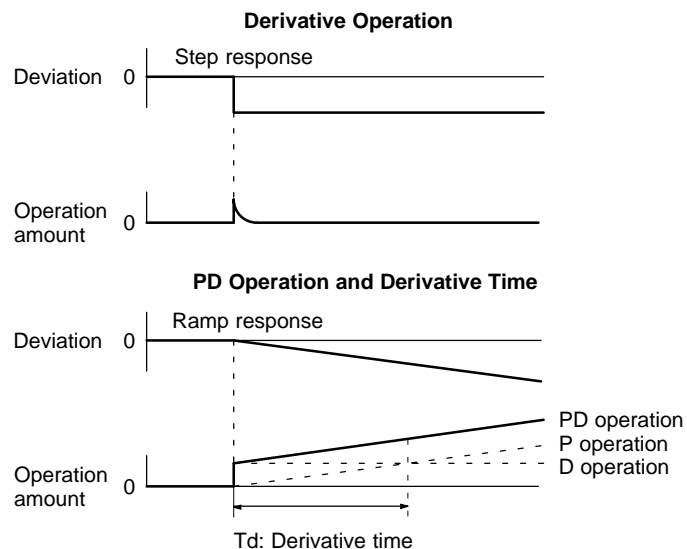 Derivative Operation
Step response
Deviation 0
Operation
amount 0
PD Operation and Derivative Time
Ramp response
Deviation 0
PD operation
P operation
D operation
Operation
amount 0
Td: Derivative time